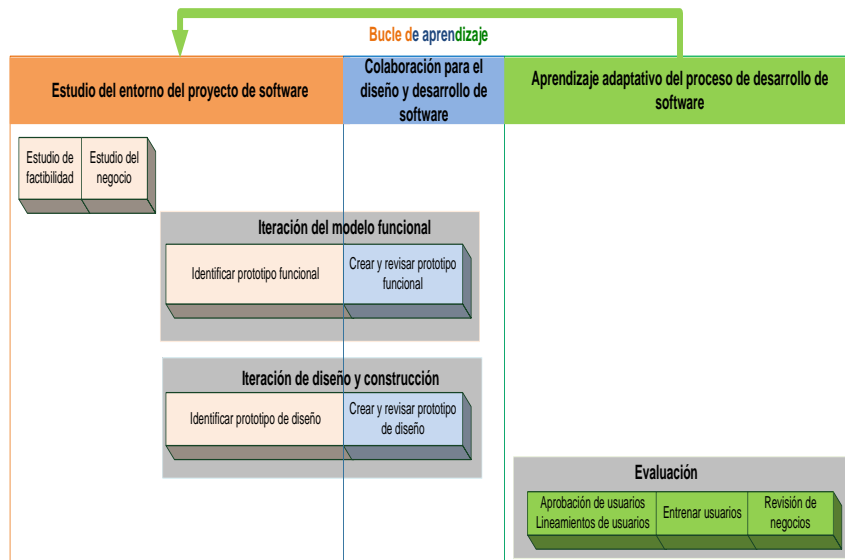 Bucle de aprendizaje
Estudio del entorno del proyecto de software
Colaboración para el
diseño y desarrollo de
software
Aprendizaje adaptativo del proceso de desarrollo de
software
Estudio de
factibilidad
Estudio del
negocio
Iteración del modelo funcional
Identificar prototipo funcional
Crear y revisar prototipo
funcional
Iteración de diseño y construcción
Identificar prototipo de diseño
Crear y revisar prototipo
de diseño
Evaluación
Aprobación de usuarios
Lineamientos de usuarios
Entrenar usuarios
Revisión de
negocios